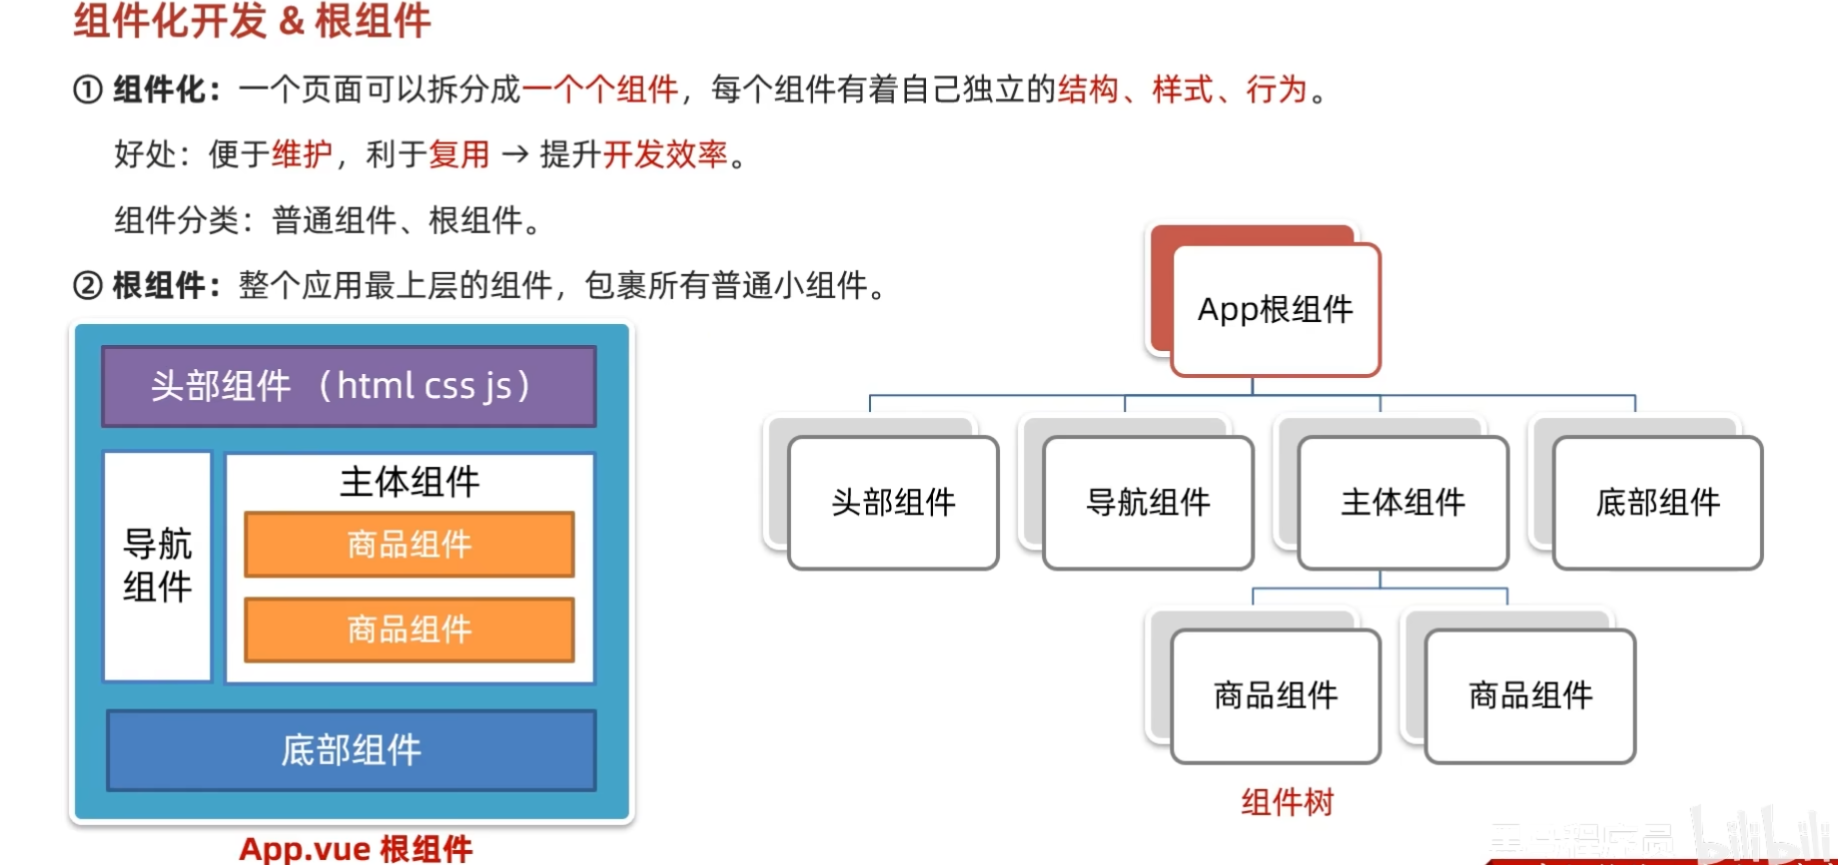 组件化开发 & 根组件
① 组件化：一个页面可以拆分成一个个组件，每个组件有着自己独立的结构、样式、行为。
好处：便于维护，利于复用 → 提升开发效率。
组件分类：普通组件、根组件。
② 根组件：整个应用最上层的组件，包裹所有普通小组件。
头部组件 （html css js）
导航
组件
主体组件
商品组件
商品组件
底部组件
App.vue 根组件
App根组件
头部组件
导航组件
主体组件
底部组件
商品组件
商品组件
组件树
bilibili